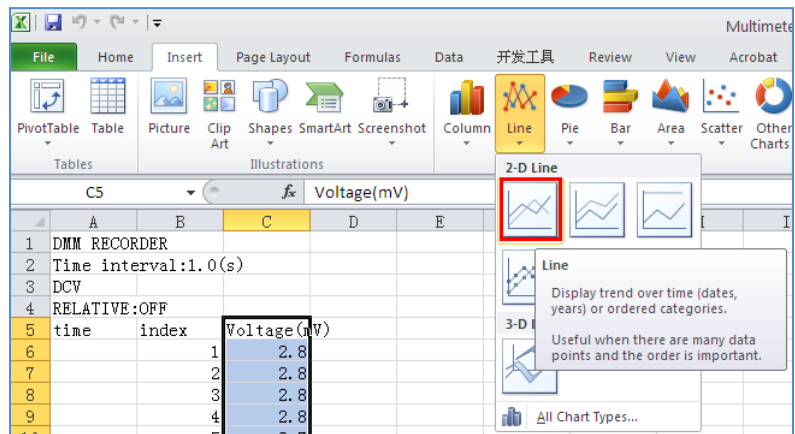 Multimete
File Home Insert Page Layout Formulas Data 开发工具 Review View Acrobat
PivotTable Table Picture Clip Art Shapes SmartArt Screenshot Column Line Pie Bar Area Scatter Other Charts
Tables Illustrations
2-D Line
C5 fx Voltage(mV)
A B C D E I
1 DMM RECORDER
2 Time interval:1.0(s)
3 DCV
4 RELATIVE:OFF
5 time index Voltage(mV)
6 1 2.8
7 2 2.8
8 3 2.8
9 4 2.8
Line
Display trend over time (dates,
years) or ordered categories.
Useful when there are many data
points and the order is important.
3-D
All Chart Types...